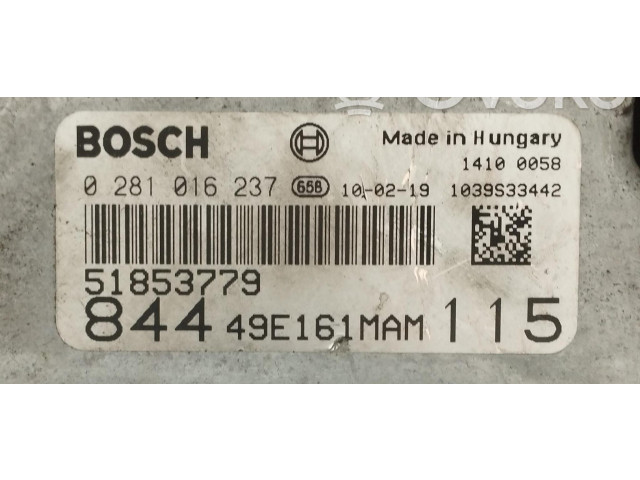 BOSCH Made in Hungary
1410 0058
0 281 016 237 658 10-02-19 1039S33442
51853779
844 49E161MAM 115